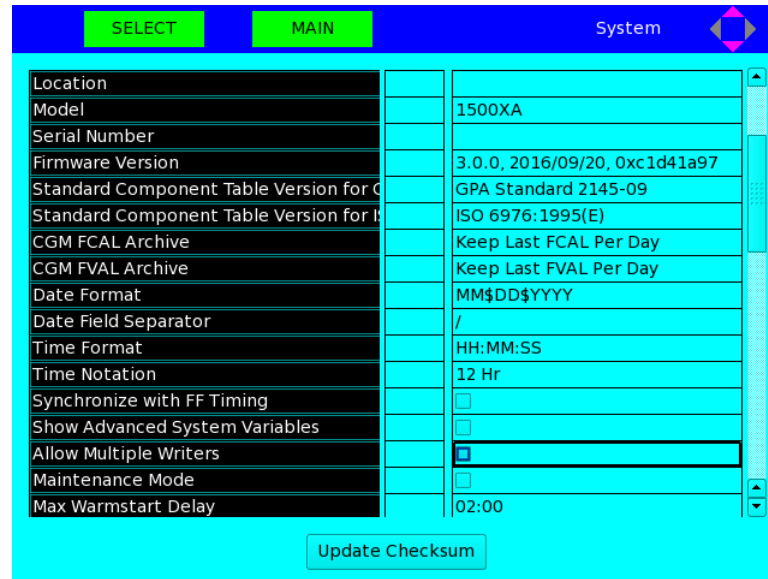 SELECT MAIN System
Location
Model 1500XA
Serial Number
Firmware Version 3.0.0, 2016/09/20, 0xc1d41a97
Standard Component Table Version for GPA Standard 2145-09
Standard Component Table Version for ISO 6976:1995(E)
CGM FCAL Archive Keep Last FCAL Per Day
CGM FVAL Archive Keep Last FVAL Per Day
Date Format MM$DD$YYYY
Date Field Separator /
Time Format HH:MM:SS
Time Notation 12 Hr
Synchronize with FF Timing
Show Advanced System Variables
Allow Multiple Writers
Maintenance Mode
Max Warmstart Delay 02:00
Update Checksum